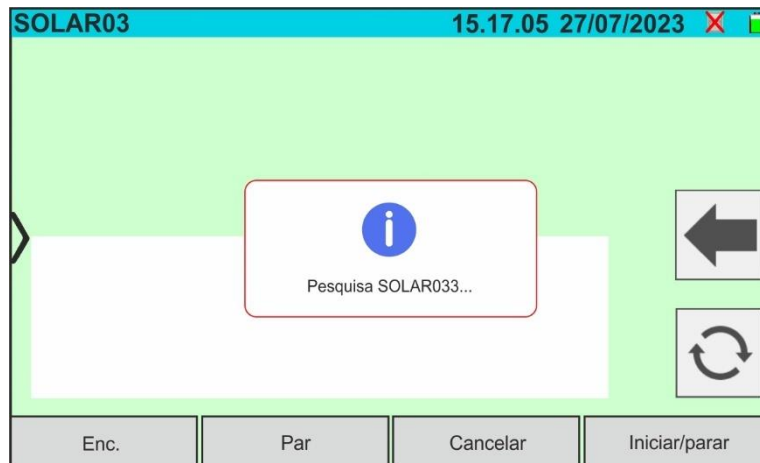 SOLAR03 15.17.05 27/07/2023
Pesquisa SOLAR033...
Enc. Par Cancelar Iniciar/parar